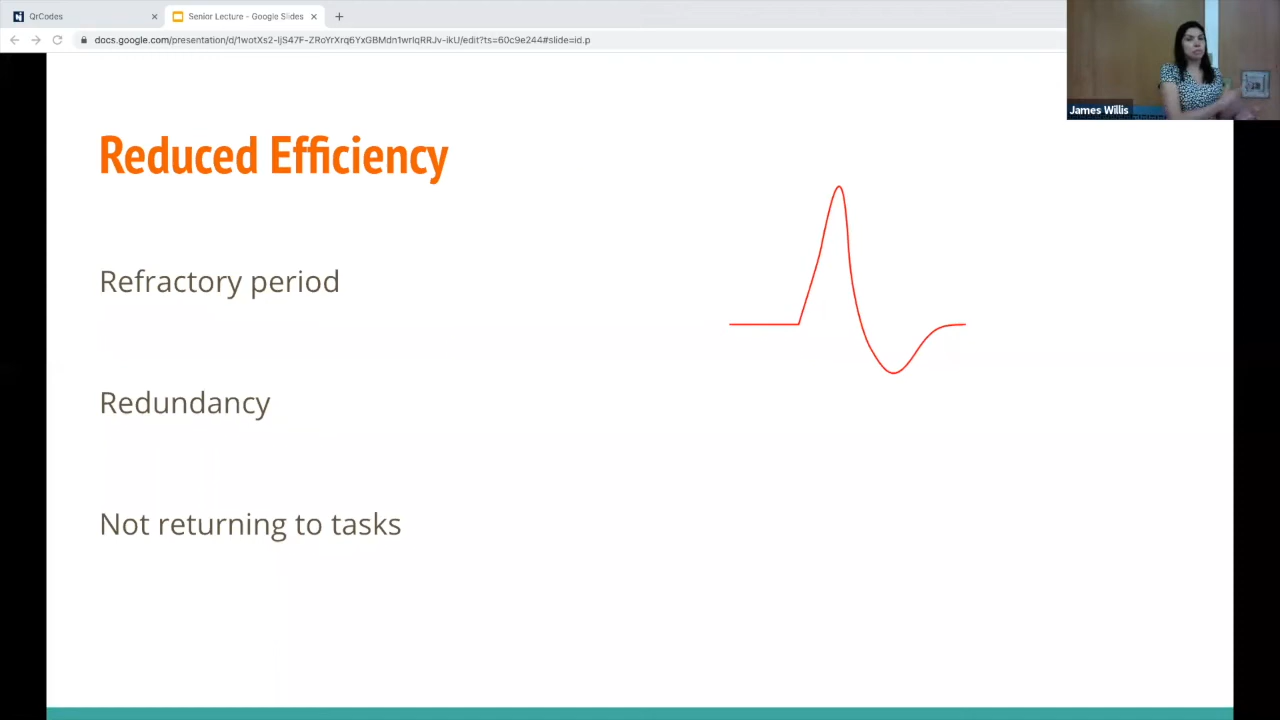 QrCodes
Senior Lecture - Google Slides
docs.google.com/presentation/d/1wotXs2-ljS47F-ZRoYrXrq6YxGBMdn1wrIqRRJv-ikU/edit?ts=60c9e244#slide=id.p
James Willis
Reduced Efficiency
Refractory period
Redundancy
Not returning to tasks